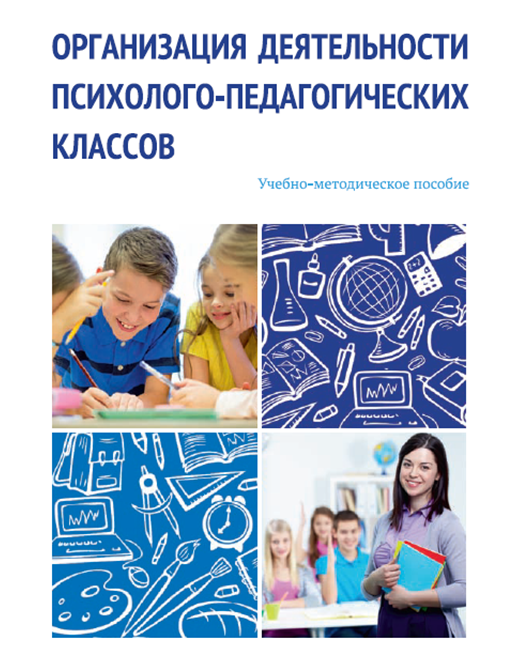 ОРГАНИЗАЦИЯ ДЕЯТЕЛЬНОСТИ
ПСИХОЛОГО-ПЕДАГОГИЧЕСКИХ
КЛАССОВ
Учебно-методическое пособие